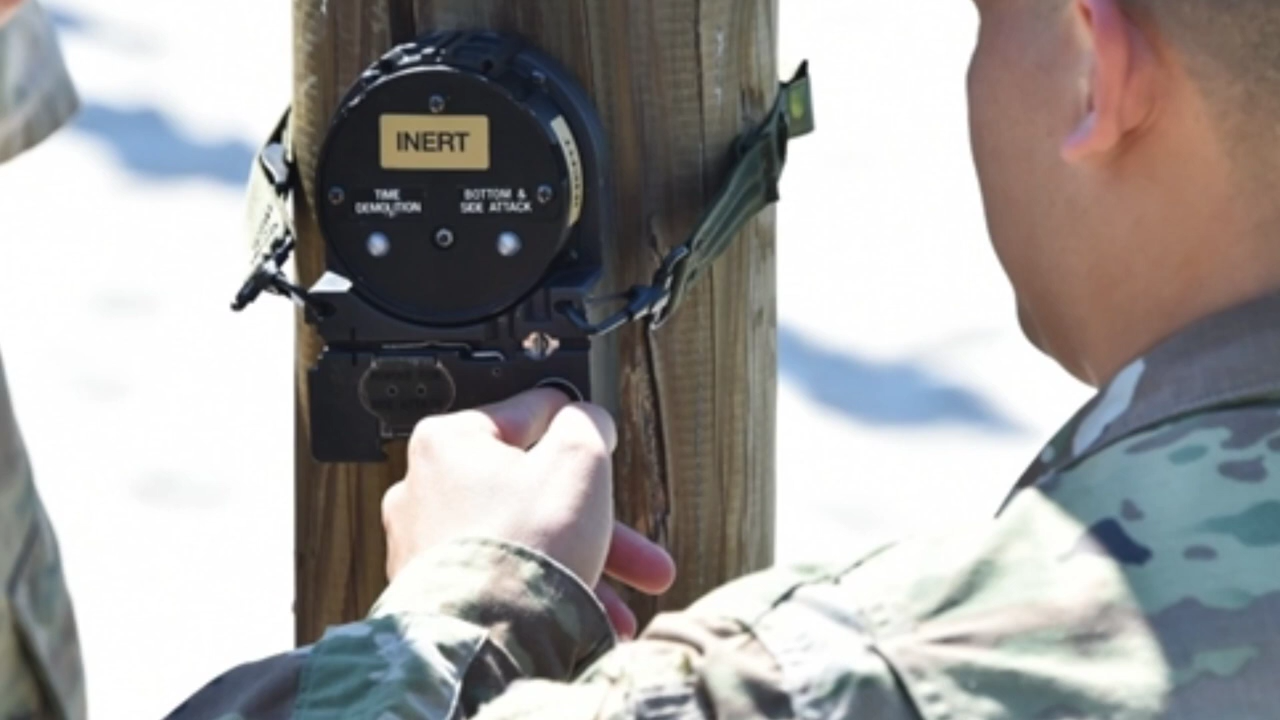 INERT
TIME
DEMOLITION
BOTTOM &
SIDE ATTACK